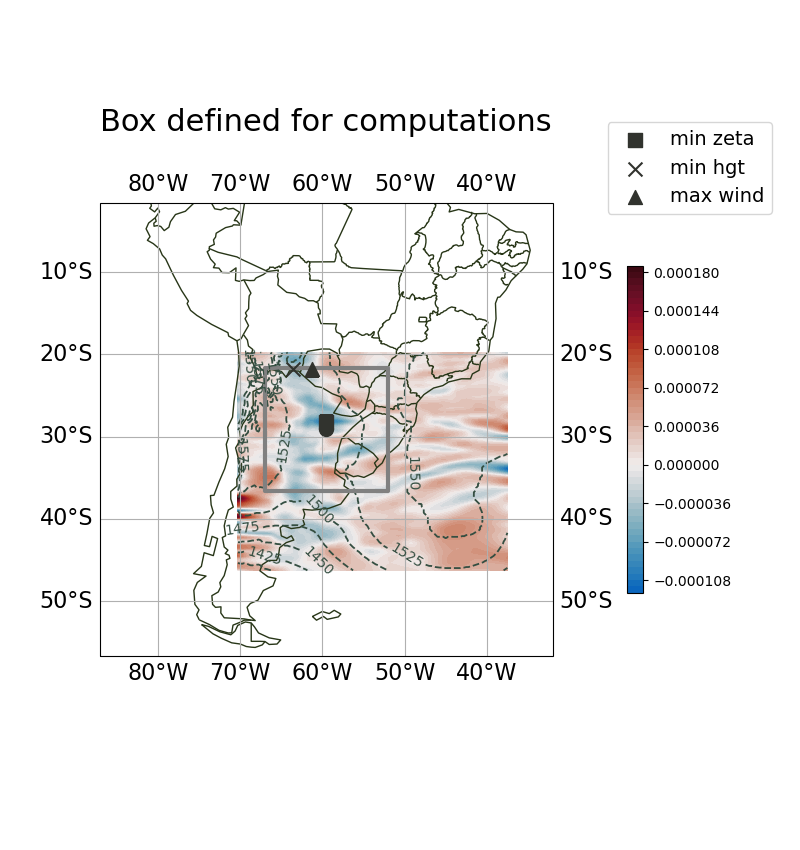 Box defined for computations
min zeta
min hgt
max wind
80°W 70°W 60°W 50°W 40°W
10°S 10°S
20°S 20°S
30°S 30°S
40°S 40°S
50°S 50°S
80°W 70°W 60°W 50°W 40°W
1525
1575
1550
1500
1475
1425
1450
1525
0.000180
0.000144
0.000108
0.000072
0.000036
0.000000
−0.000036
−0.000072
−0.000108